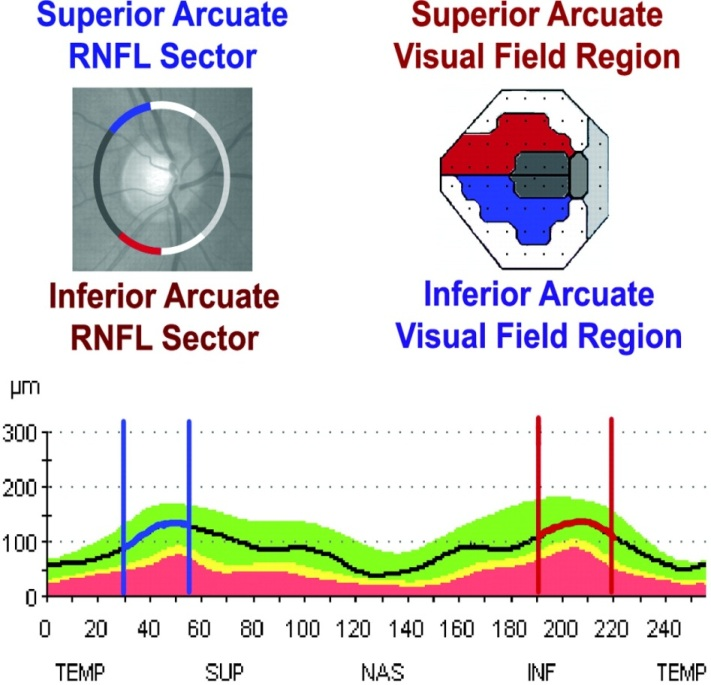 Superior Arcuate
RNFL Sector
Superior Arcuate
Visual Field Region
Inferior Arcuate
RNFL Sector
Inferior Arcuate
Visual Field Region
µm
300
200
100
0
0 20 40 60 80 100 120 140 160 180 200 220 240
TEMP SUP NAS INF TEMP